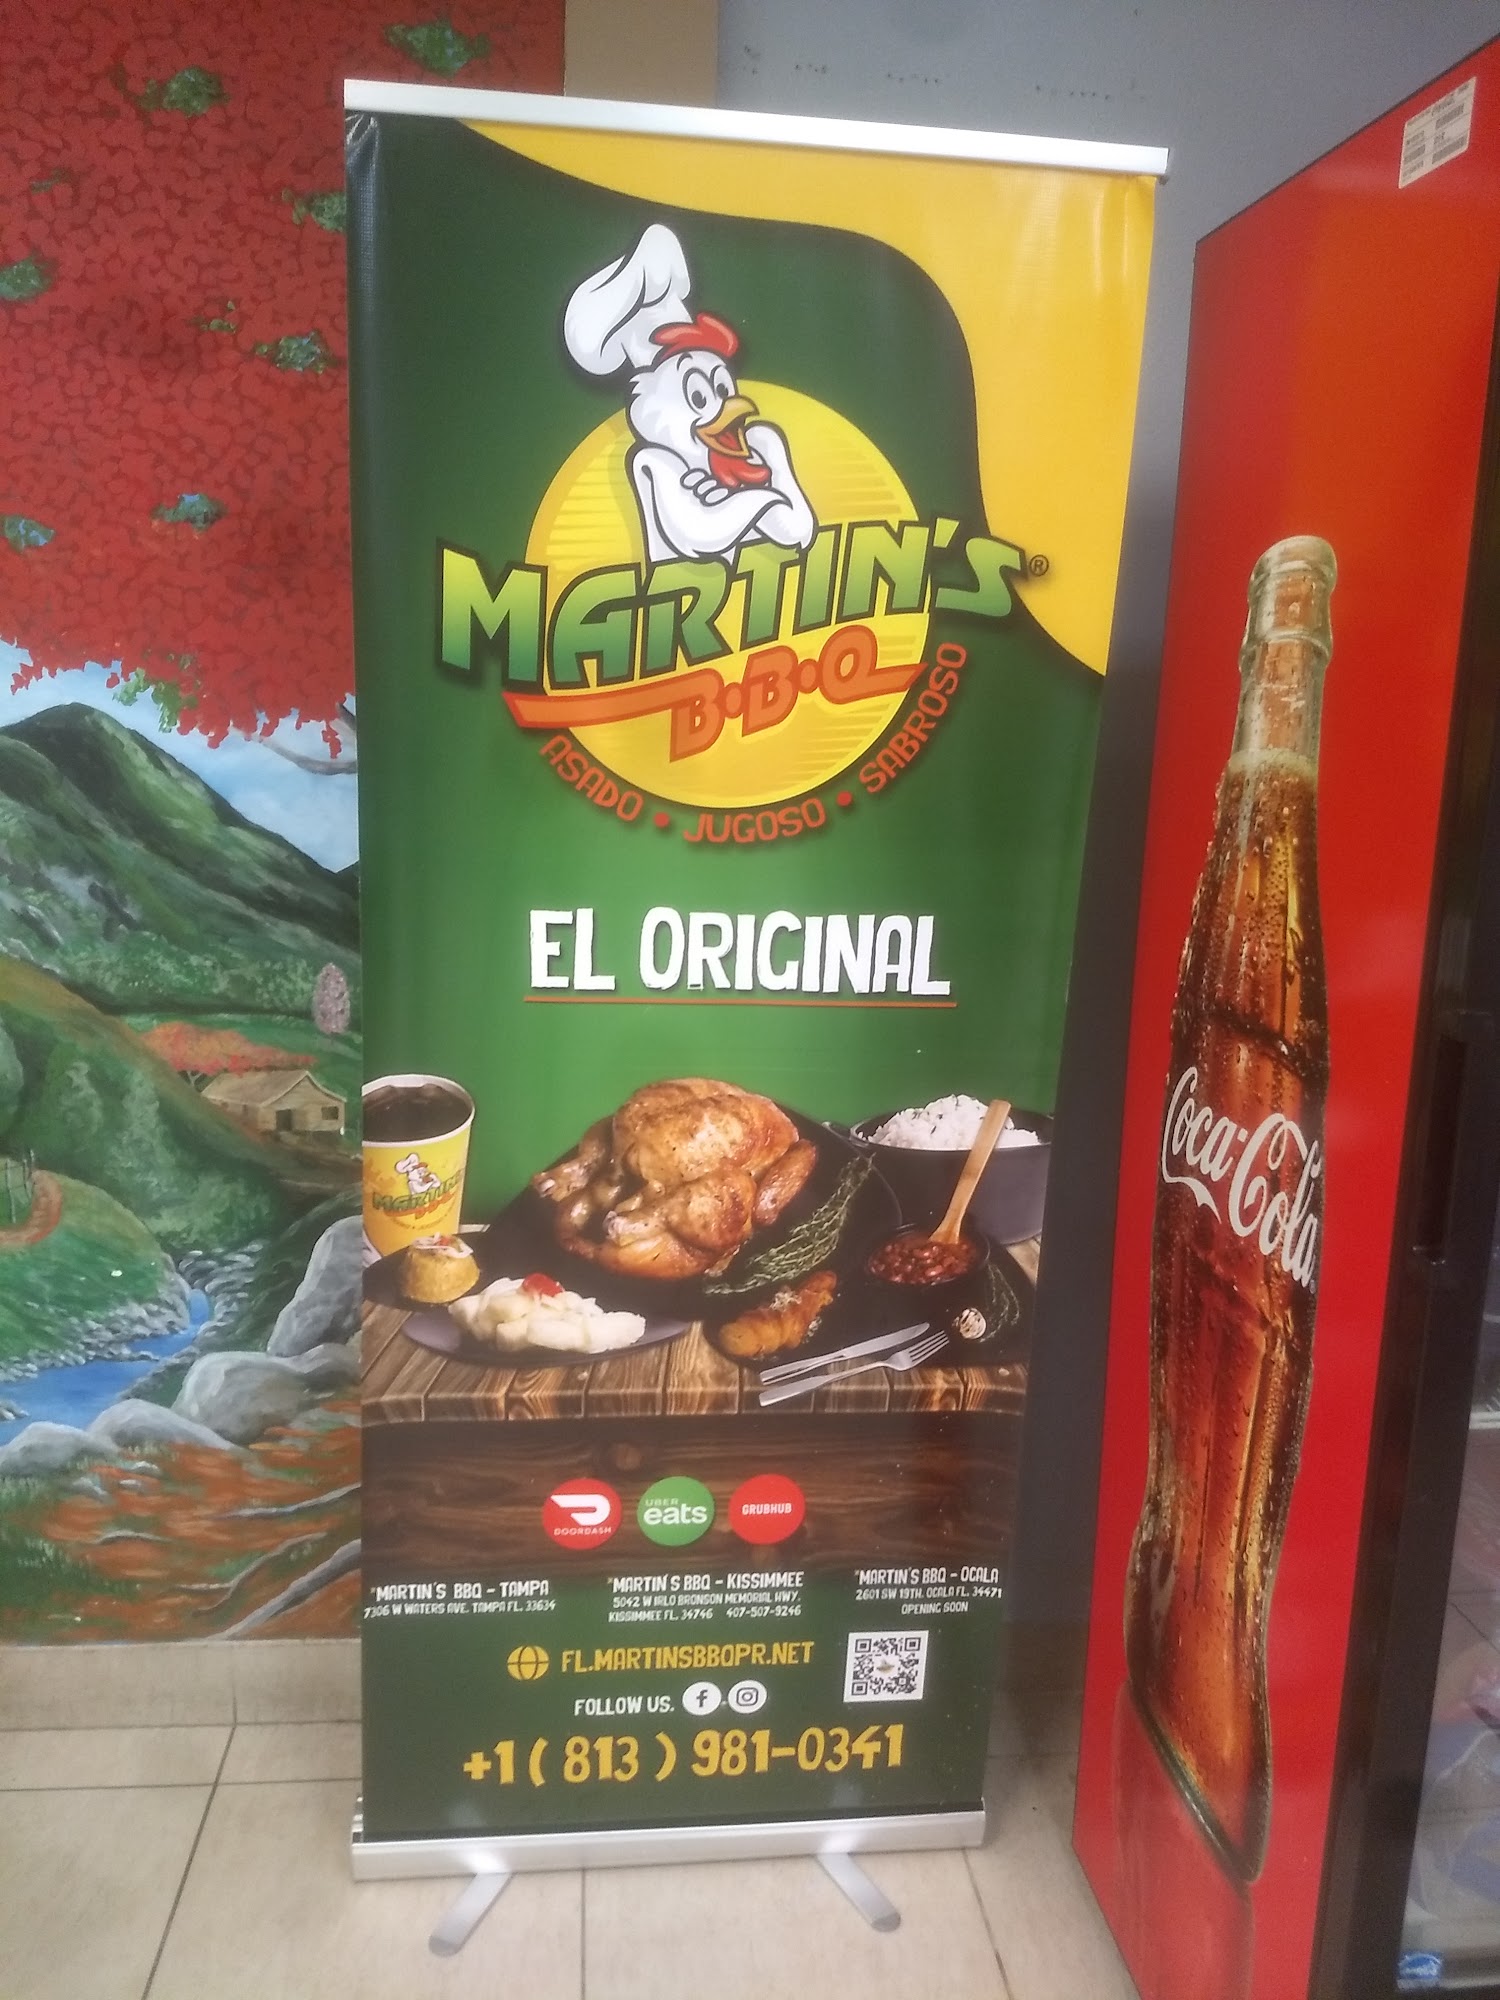 MARTIN'S®
B·B·Q
ASADO • JUGOSO • SABROSO
EL ORIGINAL
MARTIN'S
B·B·Q
DOORDASH
UBER
eats
GRUBHUB
*MARTIN'S BBQ - TAMPA
7306 W WATERS AVE. TAMPA FL. 33634
*MARTIN'S BBQ - KISSIMMEE
5042 W IRLO BRONSON MEMORIAL HWY.
KISSIMMEE FL. 34746 407-507-9246
*MARTIN'S BBQ - OCALA
2601 SW 19TH. OCALA FL. 34471
OPENING SOON
FL.MARTINSBBQPR.NET
FOLLOW US.
+1 ( 813 ) 981-0341
Coca-Cola